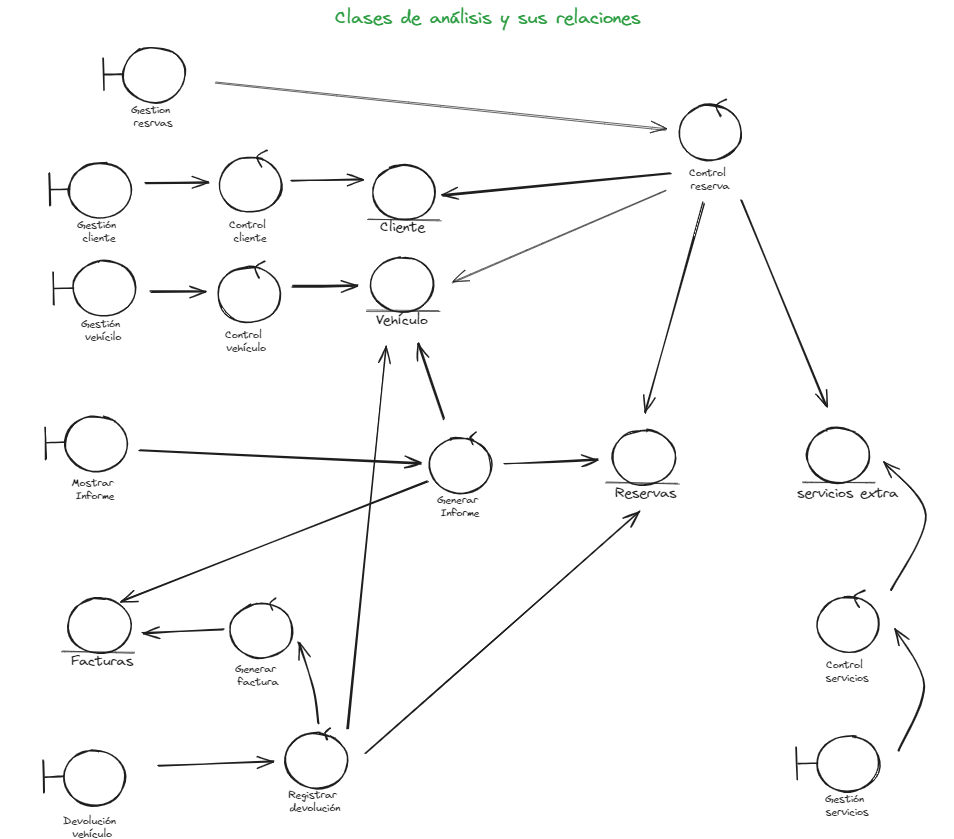 Clases de análisis y sus relaciones
Gestion
resrvas
Control
reserva
Gestión
cliente
Control
cliente
Cliente
Gestión
vehícilo
Control
vehículo
Vehículo
Mostrar
Informe
Generar
Informe
Reservas
servicios extra
Facturas
Generar
factura
Control
servicios
Devolución
vehículo
Registrar
devolución
Gestión
servicios